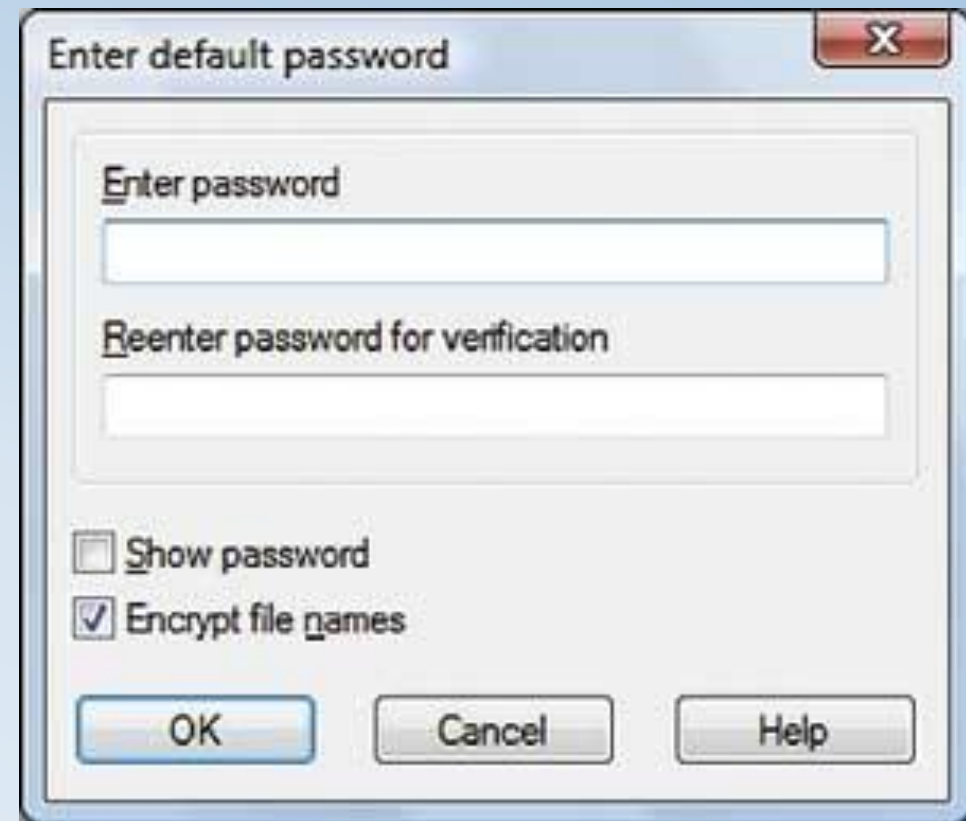 Enter default password
Enter password
Reenter password for verification
Show password
Encrypt file names
OK Cancel Help